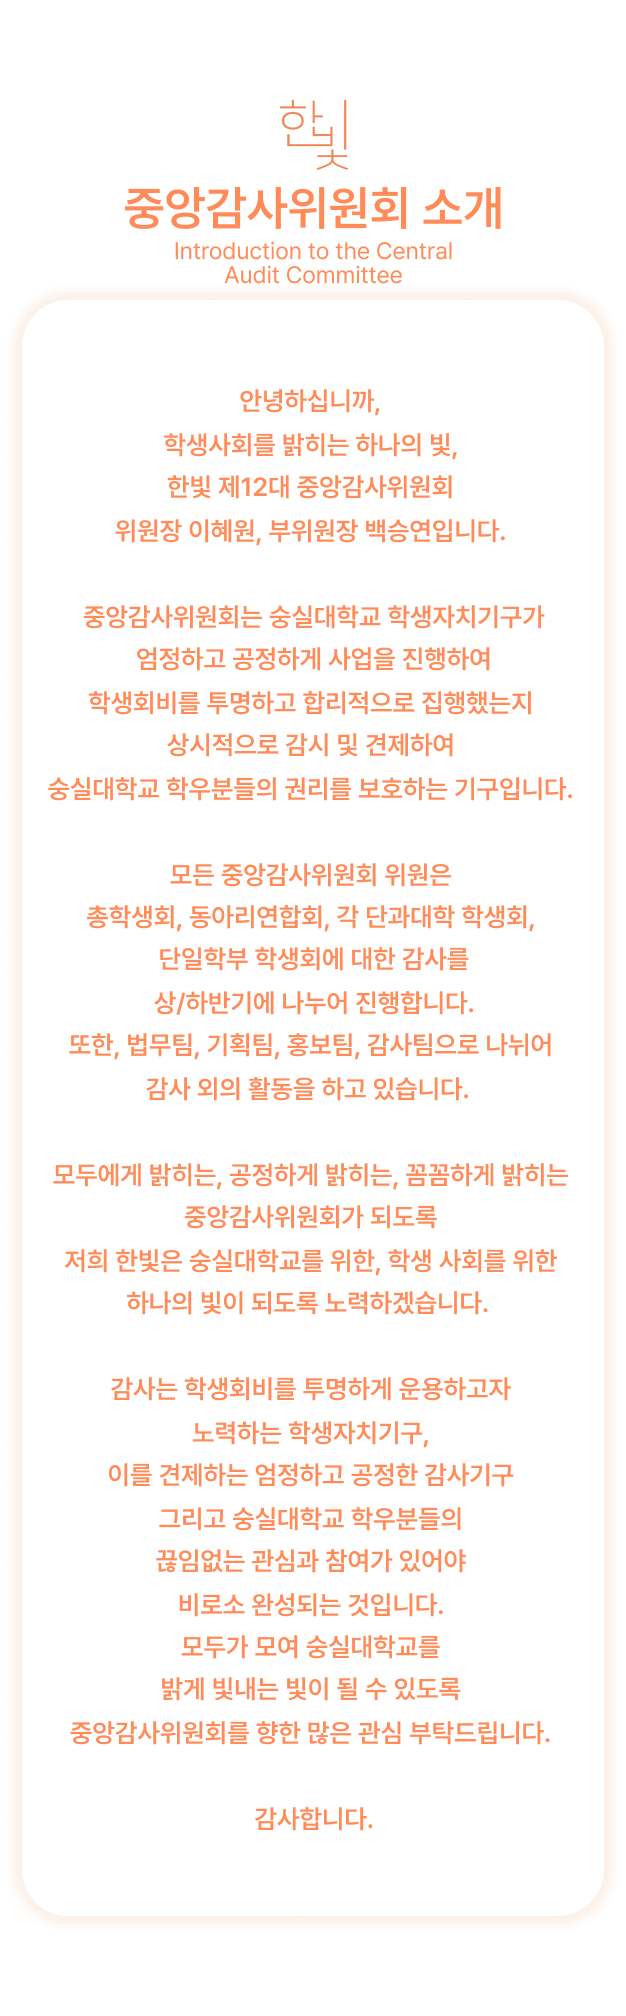 한빛
중앙감사위원회 소개
Introduction to the Central
Audit Committee
안녕하십니까,
학생사회를 밝히는 하나의 빛,
한빛 제12대 중앙감사위원회
위원장 이혜원, 부위원장 백승연입니다.
중앙감사위원회는 숭실대학교 학생자치기구가
엄정하고 공정하게 사업을 진행하여
학생회비를 투명하고 합리적으로 집행했는지
상시적으로 감시 및 견제하여
숭실대학교 학우분들의 권리를 보호하는 기구입니다.
모든 중앙감사위원회 위원은
총학생회, 동아리연합회, 각 단과대학 학생회,
단일학부 학생회에 대한 감사를
상/하반기에 나누어 진행합니다.
또한, 법무팀, 기획팀, 홍보팀, 감사팀으로 나뉘어
감사 외의 활동을 하고 있습니다.
모두에게 밝히는, 공정하게 밝히는, 꼼꼼하게 밝히는
중앙감사위원회가 되도록
저희 한빛은 숭실대학교를 위한, 학생 사회를 위한
하나의 빛이 되도록 노력하겠습니다.
감사는 학생회비를 투명하게 운용하고자
노력하는 학생자치기구,
이를 견제하는 엄정하고 공정한 감사기구
그리고 숭실대학교 학우분들의
끊임없는 관심과 참여가 있어야
비로소 완성되는 것입니다.
모두가 모여 숭실대학교를
밝게 빛내는 빛이 될 수 있도록
중앙감사위원회를 향한 많은 관심 부탁드립니다.
감사합니다.